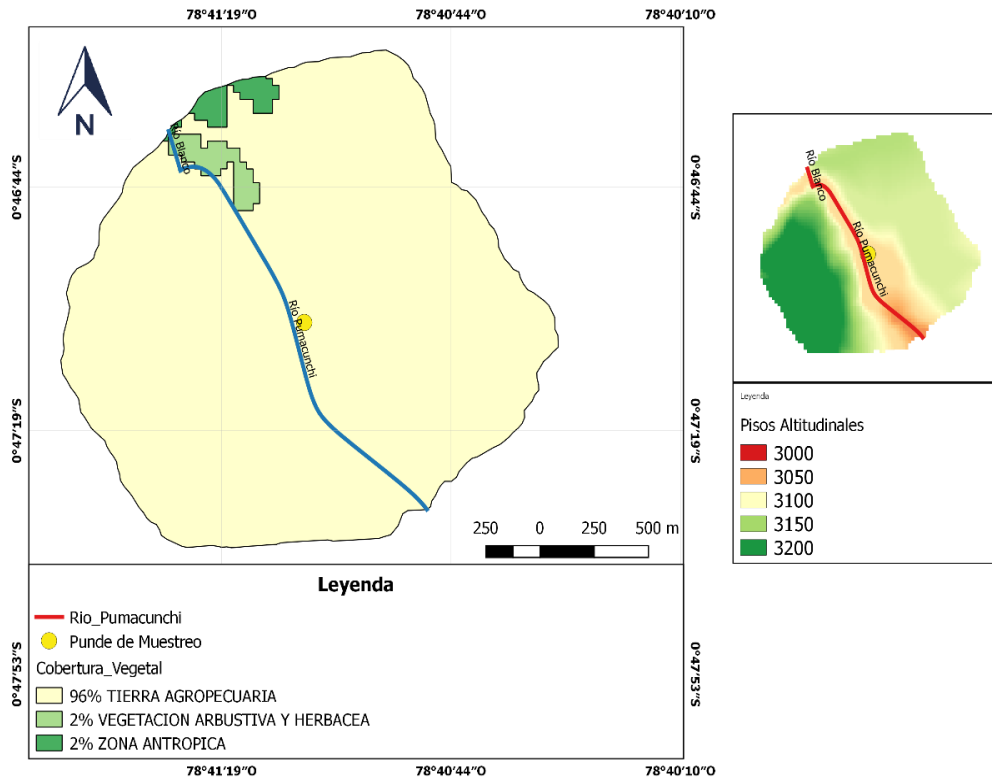 78°41'19"O 78°40'44"O 78°40'10"O
N
0°46'44"S
0°46'44"S
Río Blanco
Río Pumacunchi
0°47'19"S
0°47'19"S
250 0 250 500 m
Leyenda
Rio_Pumacunchi
Punde de Muestreo
Cobertura_Vegetal
96% TIERRA AGROPECUARIA
2% VEGETACION ARBUSTIVA Y HERBACEA
2% ZONA ANTROPICA
0°47'53"S
0°47'53"S
78°41'19"O 78°40'44"O 78°40'10"O
Río Blanco
Río Pumacunchi
Leyenda
Pisos Altitudinales
3000
3050
3100
3150
3200